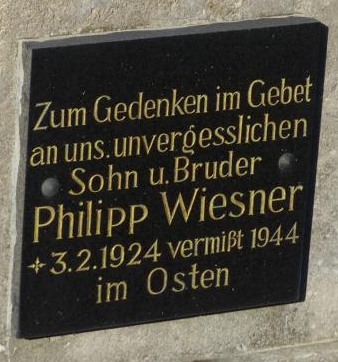 Zum Gedenken im Gebet
an uns. unvergesslichen
Sohn u. Bruder
Philipp Wiesner
+ 3.2.1924 vermißt 1944
im Osten